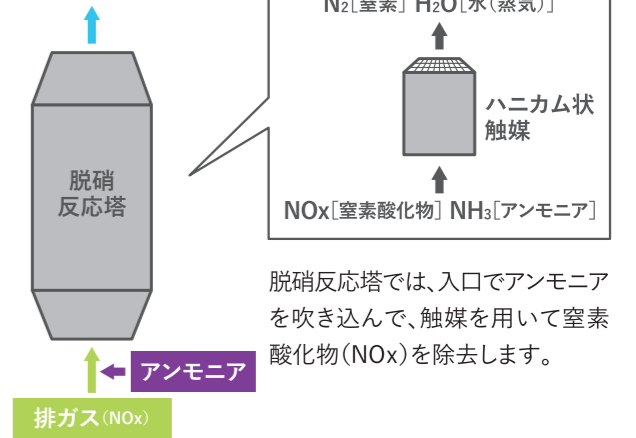 N₂[窒素] H₂O[水(蒸気)]
ハニカム状
触媒
脱硝
反応塔
NOx[窒素酸化物] NH₃[アンモニア]
脱硝反応塔では、入口でアンモニア
を吹き込んで、触媒を用いて窒素
酸化物(NOx)を除去します。
アンモニア
排ガス(NOx)